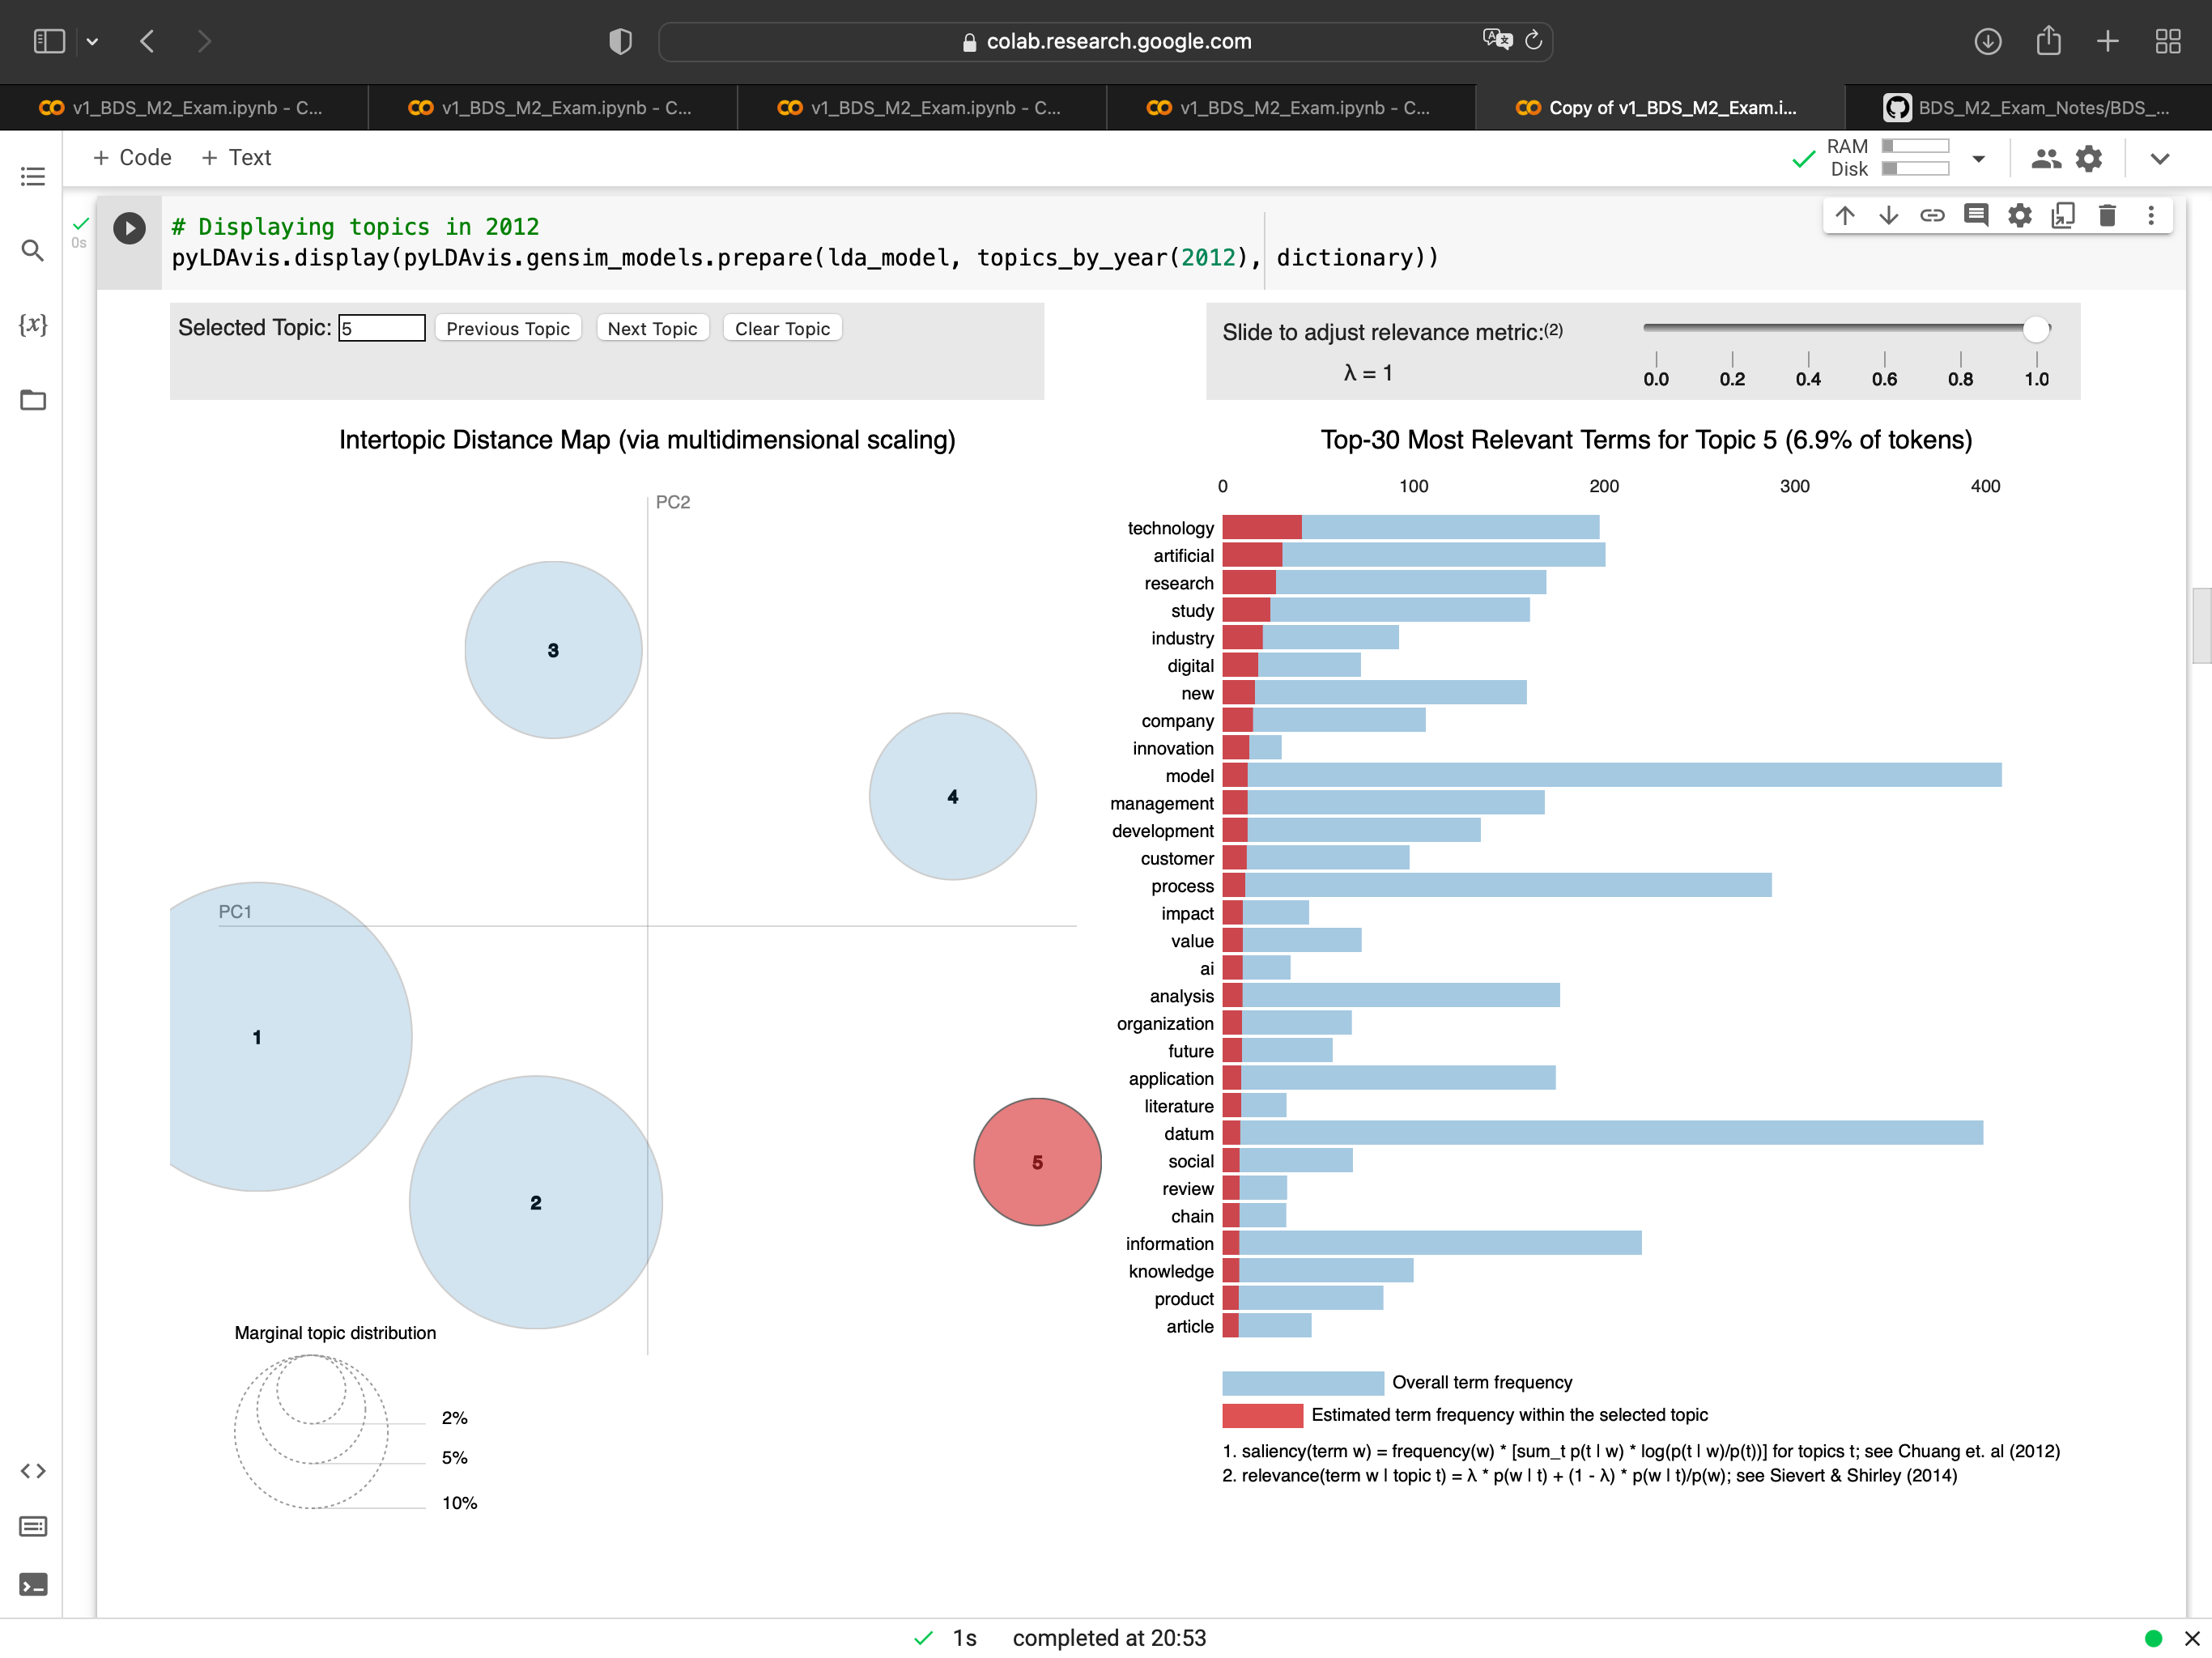 colab.research.google.com
v1_BDS_M2_Exam.ipynb - C...
v1_BDS_M2_Exam.ipynb - C...
v1_BDS_M2_Exam.ipynb - C...
v1_BDS_M2_Exam.ipynb - C...
Copy of v1_BDS_M2_Exam.i...
BDS_M2_Exam_Notes/BDS_...
+ Code + Text
RAM
Disk
0s
# Displaying topics in 2012
pyLDAvis.display(pyLDAvis.gensim_models.prepare(lda_model, topics_by_year(2012), dictionary))
{x}
Selected Topic: 5 Previous Topic Next Topic Clear Topic
Slide to adjust relevance metric:(2)
λ = 1
0.0 0.2 0.4 0.6 0.8 1.0
Intertopic Distance Map (via multidimensional scaling)
PC2
3
4
PC1
1
5
2
Marginal topic distribution
2%
5%
10%
Top-30 Most Relevant Terms for Topic 5 (6.9% of tokens)
0 100 200 300 400
technology
artificial
research
study
industry
digital
new
company
innovation
model
management
development
customer
process
impact
value
ai
analysis
organization
future
application
literature
datum
social
review
chain
information
knowledge
product
article
Overall term frequency
Estimated term frequency within the selected topic
1. saliency(term w) = frequency(w) * [sum_t p(t | w) * log(p(t | w)/p(t))] for topics t; see Chuang et. al (2012)
2. relevance(term w | topic t) = λ * p(w | t) + (1 - λ) * p(w | t)/p(w); see Sievert & Shirley (2014)
1s completed at 20:53